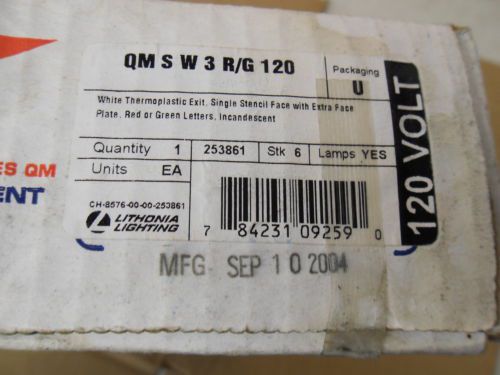 QM S W 3 R/G 120
Packaging
U
White Thermoplastic Exit, Single Stencil Face with Extra Face
Plate, Red or Green Letters, Incandescent
Quantity 1 253861 Stk 6 Lamps YES
Units EA
CH-8576-00-00-253861
LITHONIA
LIGHTING
7 84231 09259 0
120 VOLT
ES QM
ENT
MFG SEP 10 2004